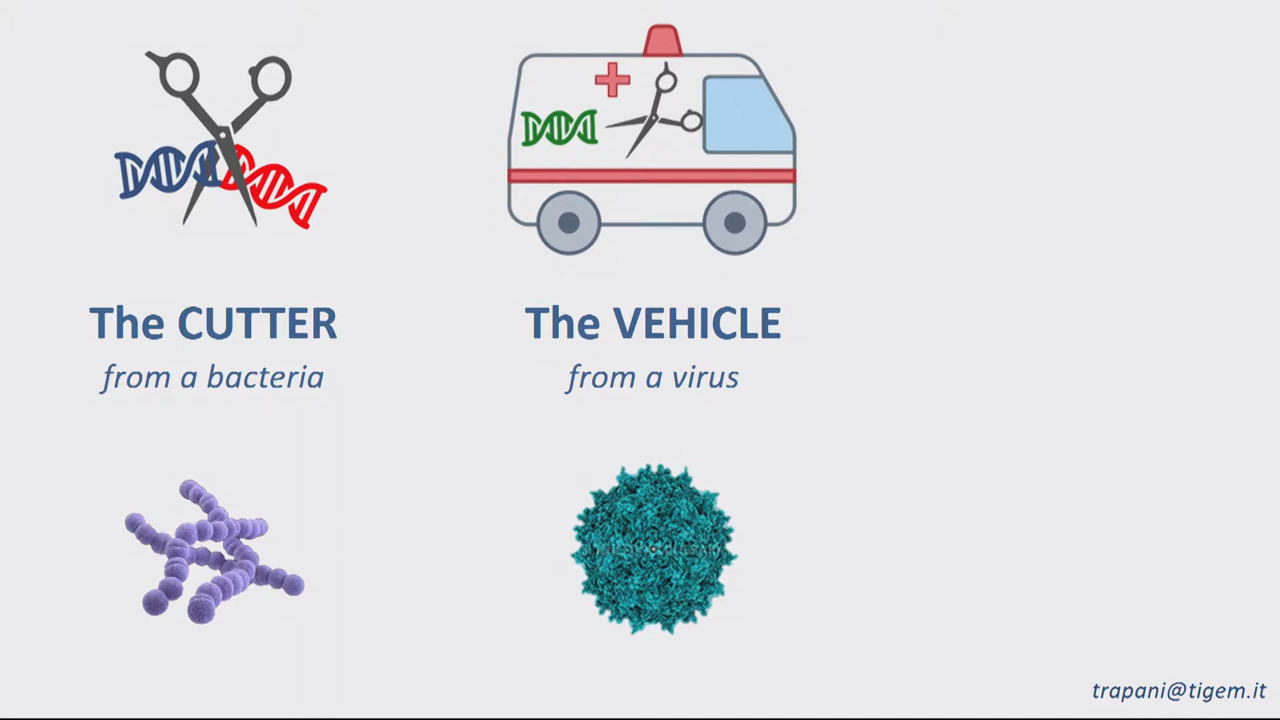 The CUTTER
from a bacteria
The VEHICLE
from a virus
trapani@tigem.it